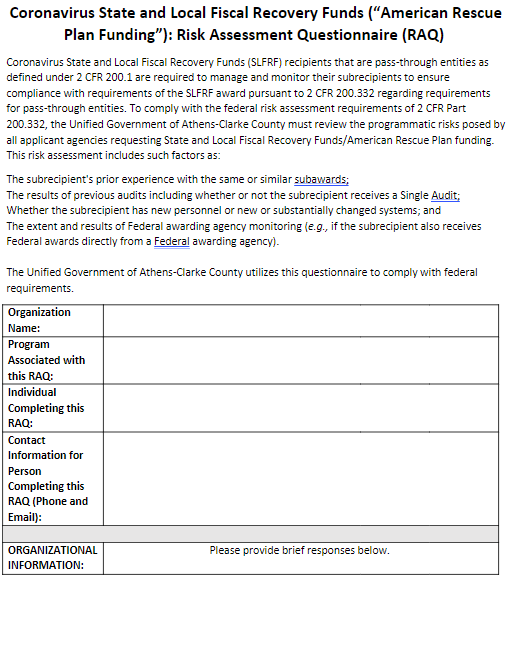 Coronavirus State and Local Fiscal Recovery Funds (“American Rescue
Plan Funding”): Risk Assessment Questionnaire (RAQ)
Coronavirus State and Local Fiscal Recovery Funds (SLFRF) recipients that are pass-through entities as
defined under 2 CFR 200.1 are required to manage and monitor their subrecipients to ensure
compliance with requirements of the SLFRF award pursuant to 2 CFR 200.332 regarding requirements
for pass-through entities. To comply with the federal risk assessment requirements of 2 CFR Part
200.332, the Unified Government of Athens-Clarke County must review the programmatic risks posed by
all applicant agencies requesting State and Local Fiscal Recovery Funds/American Rescue Plan funding.
This risk assessment includes such factors as:
The subrecipient's prior experience with the same or similar subawards;
The results of previous audits including whether or not the subrecipient receives a Single Audit;
Whether the subrecipient has new personnel or new or substantially changed systems; and
The extent and results of Federal awarding agency monitoring (e.g., if the subrecipient also receives
Federal awards directly from a Federal awarding agency).
The Unified Government of Athens-Clarke County utilizes this questionnaire to comply with federal
requirements.
Organization
Name:
Program
Associated with
this RAQ:
Individual
Completing this
RAQ:
Contact
Information for
Person
Completing this
RAQ (Phone and
Email):
ORGANIZATIONAL
INFORMATION:
Please provide brief responses below.